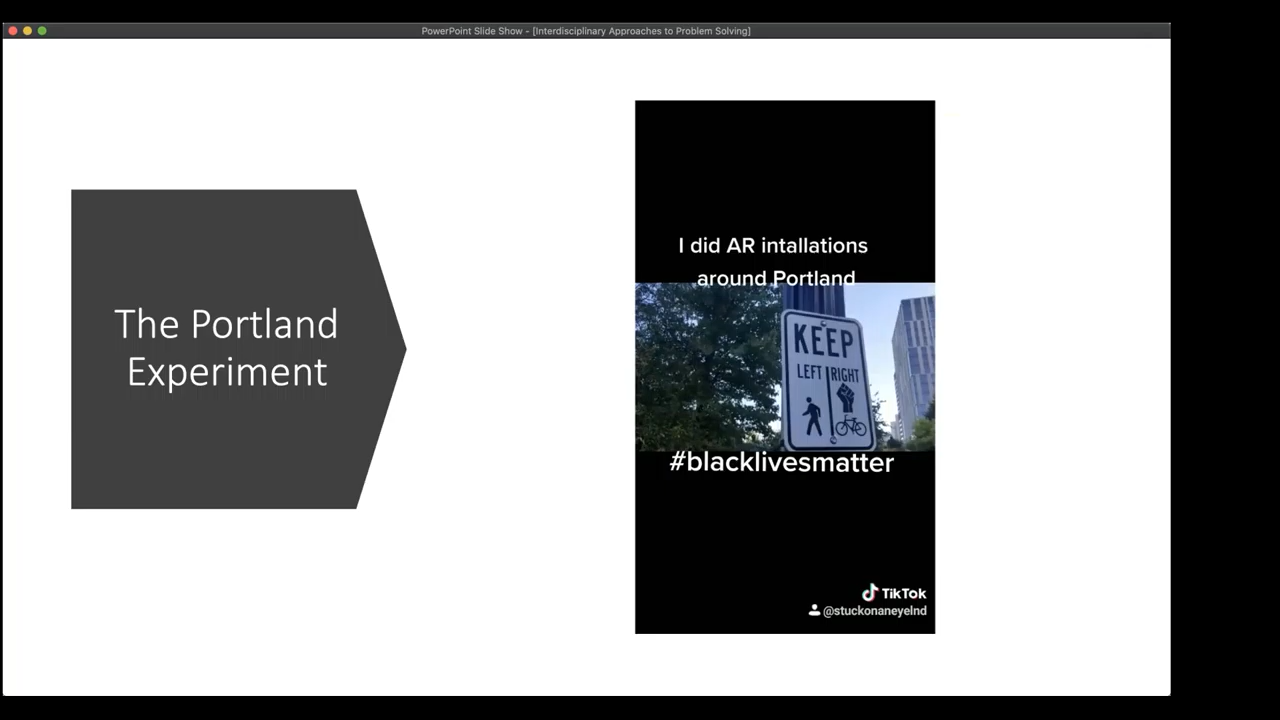 PowerPoint Slide Show - [Interdisciplinary Approaches to Problem Solving]
The Portland
Experiment
I did AR intallations
around Portland
KEEP
LEFT RIGHT
#blacklivesmatter
TikTok
@stuckonaneyelnd